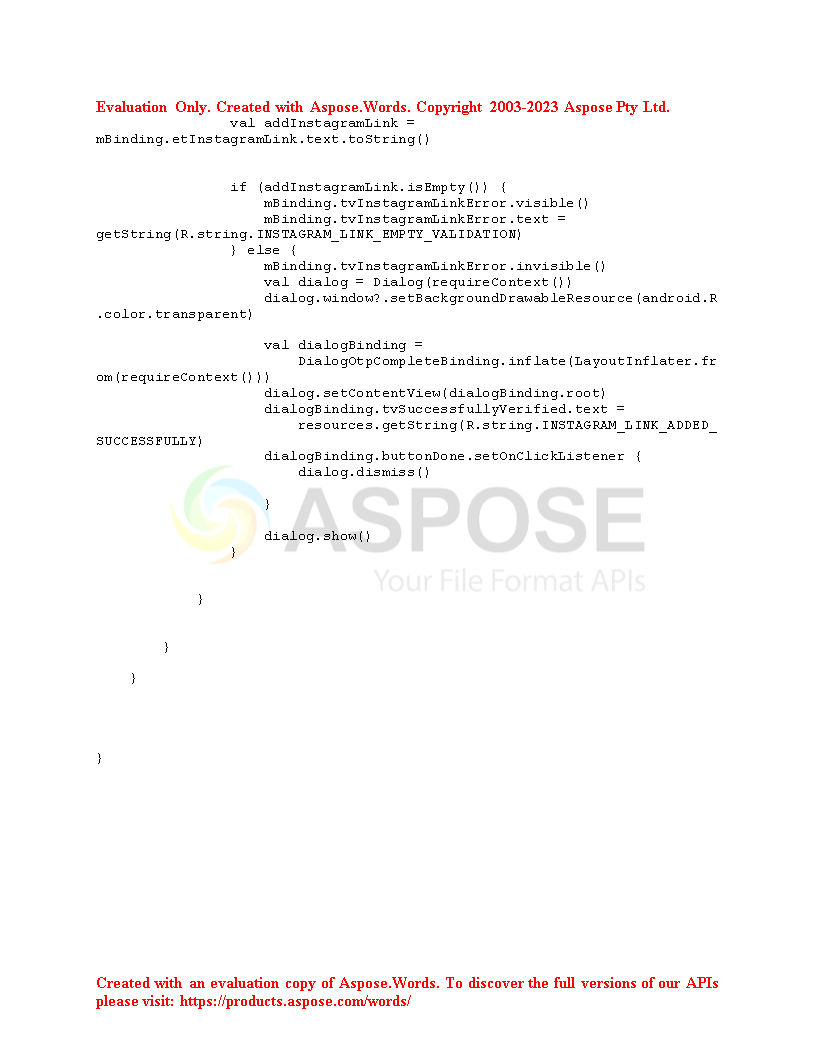 Evaluation Only. Created with Aspose.Words. Copyright 2003-2023 Aspose Pty Ltd.
val addInstagramLink =
mBinding.etInstagramLink.text.toString()
if (addInstagramLink.isEmpty()) {
mBinding.tvInstagramLinkError.visible()
mBinding.tvInstagramLinkError.text =
getString(R.string.INSTAGRAM_LINK_EMPTY_VALIDATION)
} else {
mBinding.tvInstagramLinkError.invisible()
val dialog = Dialog(requireContext())
dialog.window?.setBackgroundDrawableResource(android.R
.color.transparent)
val dialogBinding =
DialogOtpCompleteBinding.inflate(LayoutInflater.fr
om(requireContext()))
dialog.setContentView(dialogBinding.root)
dialogBinding.tvSuccessfullyVerified.text =
resources.getString(R.string.INSTAGRAM_LINK_ADDED_
SUCCESSFULLY)
dialogBinding.buttonDone.setOnClickListener {
dialog.dismiss()
}
ASPOSE
dialog.show()
}
Your File Format APIs
}
}
}
}
Created with an evaluation copy of Aspose.Words. To discover the full versions of our APIs
please visit: https://products.aspose.com/words/